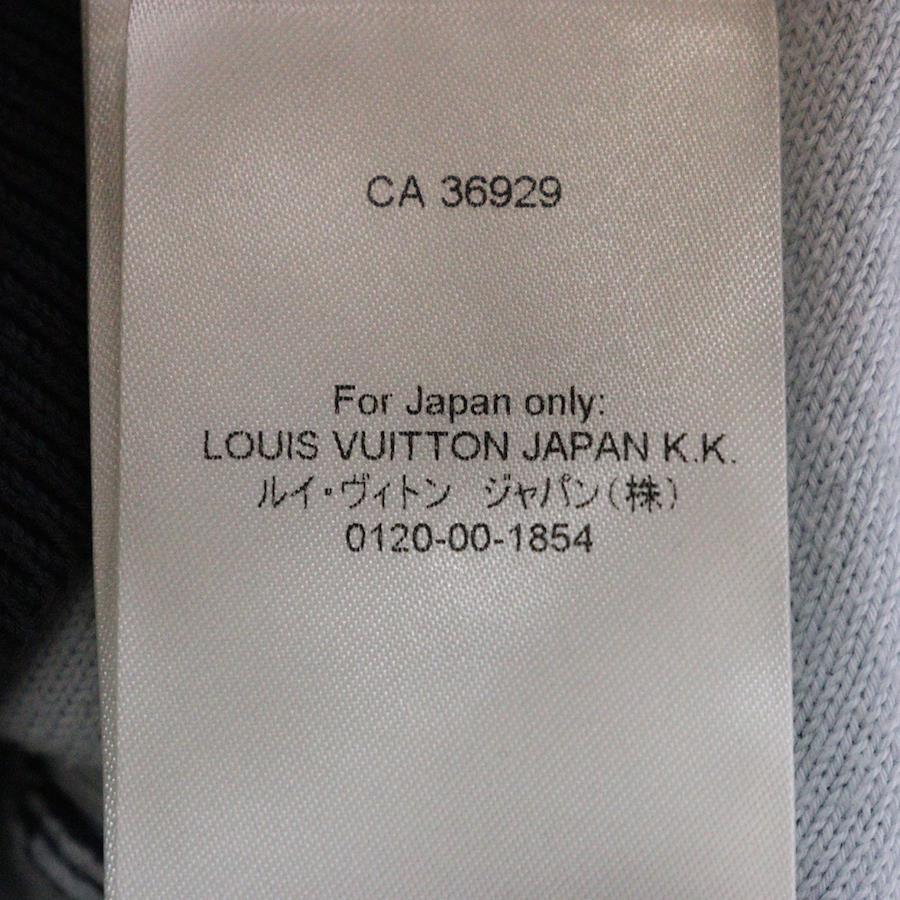 CA 36929
For Japan only:
LOUIS VUITTON JAPAN K.K.
ルイ・ヴィトン　ジャパン(株)
0120-00-1854